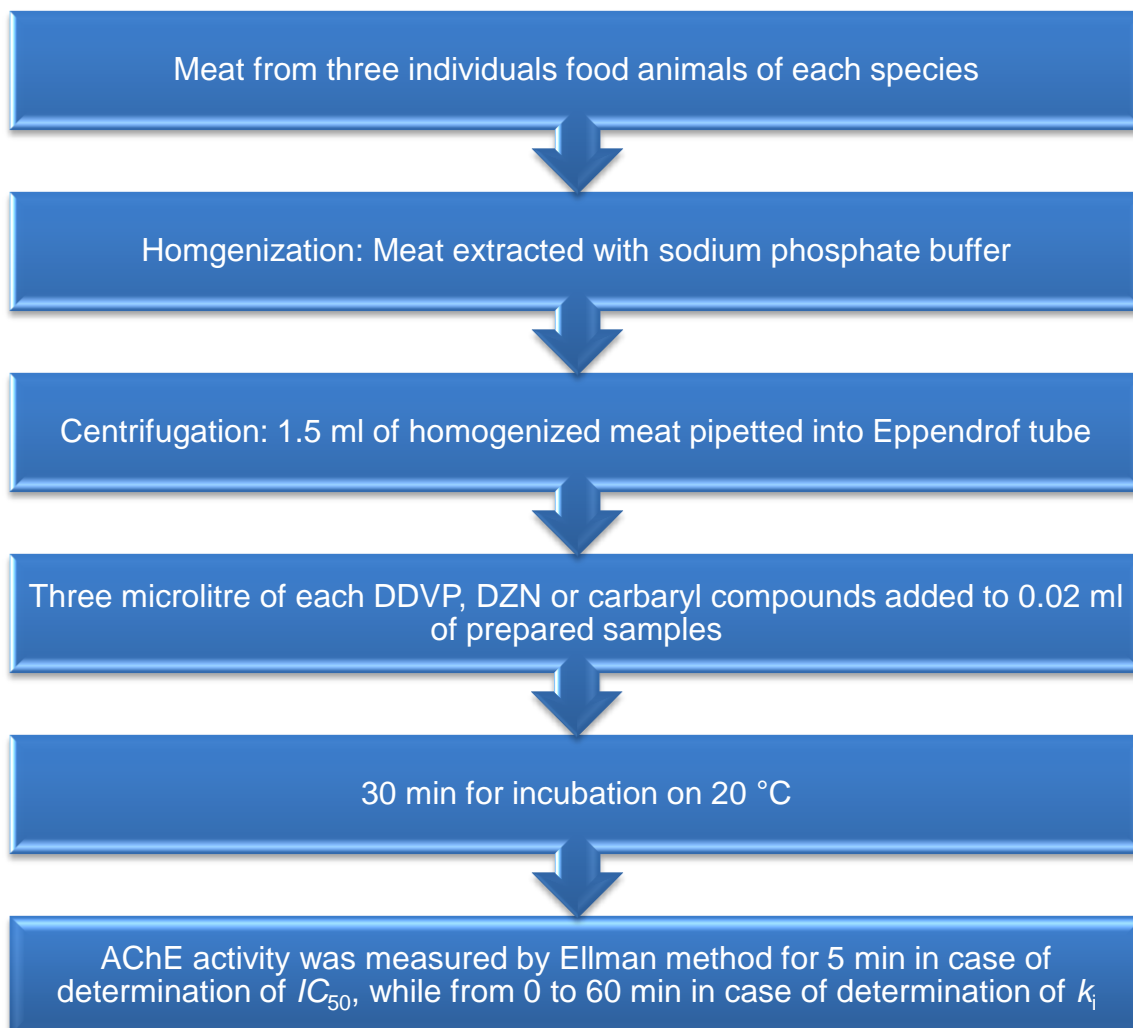 Meat from three individuals food animals of each species
Homgenization: Meat extracted with sodium phosphate buffer
Centrifugation: 1.5 ml of homogenized meat pipetted into Eppendrof tube
Three microlitre of each DDVP, DZN or carbaryl compounds added to 0.02 ml
of prepared samples
30 min for incubation on 20 °C
AChE activity was measured by Ellman method for 5 min in case of
determination of IC50, while from 0 to 60 min in case of determination of ki